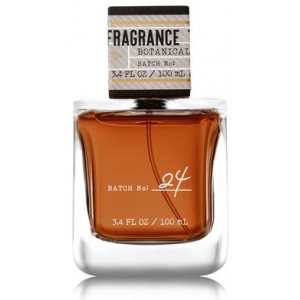 FRAGRANCE
BOTANICAL
BATCH No:
3.4 FL OZ / 100 mL
BATCH No: 24
3.4 FL OZ / 100 mL